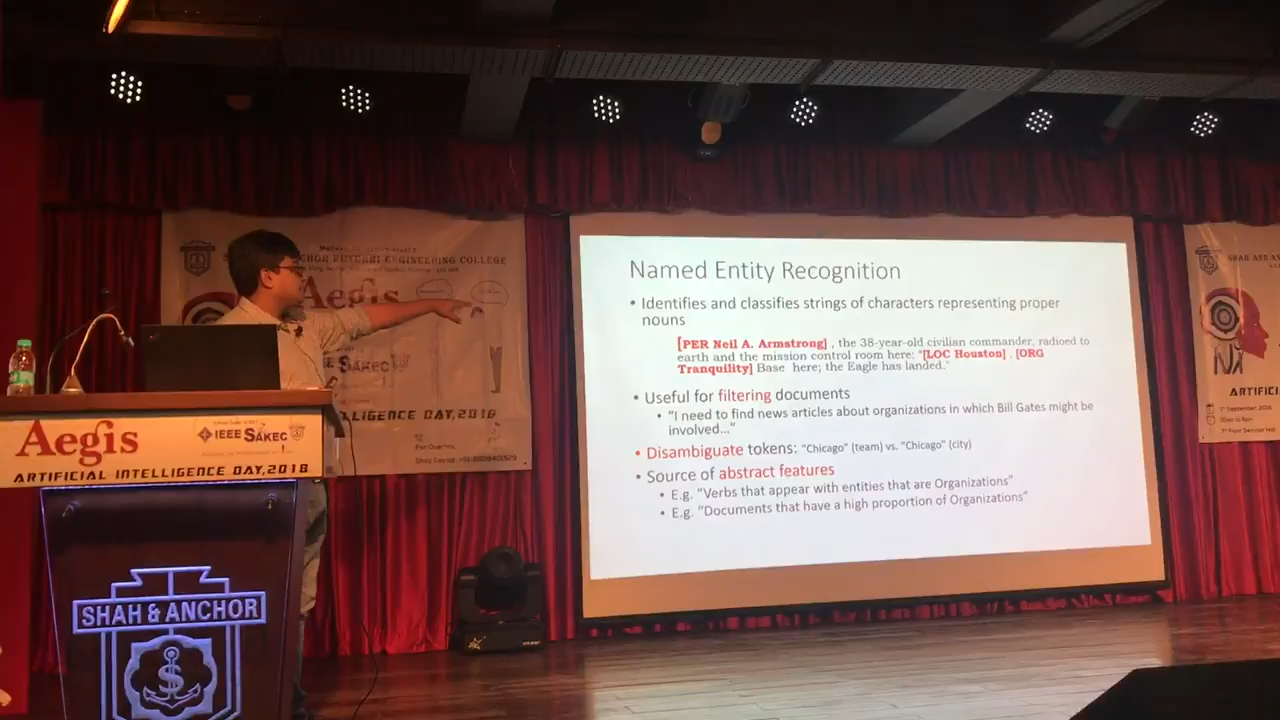 ENGINEERING COLLEGE
Aegis
LLIGENCE DAY,2018
Aegis
IEEE SAKEC
ARTIFICIAL INTELLIGENCE DAY,2018
SHAH & ANCHOR
$
Named Entity Recognition
• Identifies and classifies strings of characters representing proper
nouns
[PER Neil A. Armstrong] , the 38-year-old civilian commander, radioed to
earth and the mission control room here: "[LOC Houston] , [ORG
Tranquility] Base here; the Eagle has landed."
• Useful for filtering documents
• "I need to find news articles about organizations in which Bill Gates might be
involved..."
• Disambiguate tokens: "Chicago" (team) vs. "Chicago" (city)
• Source of abstract features
• E.g. "Verbs that appear with entities that are Organizations"
• E.g. "Documents that have a high proportion of Organizations"
SHAH AND
ARTIFICI